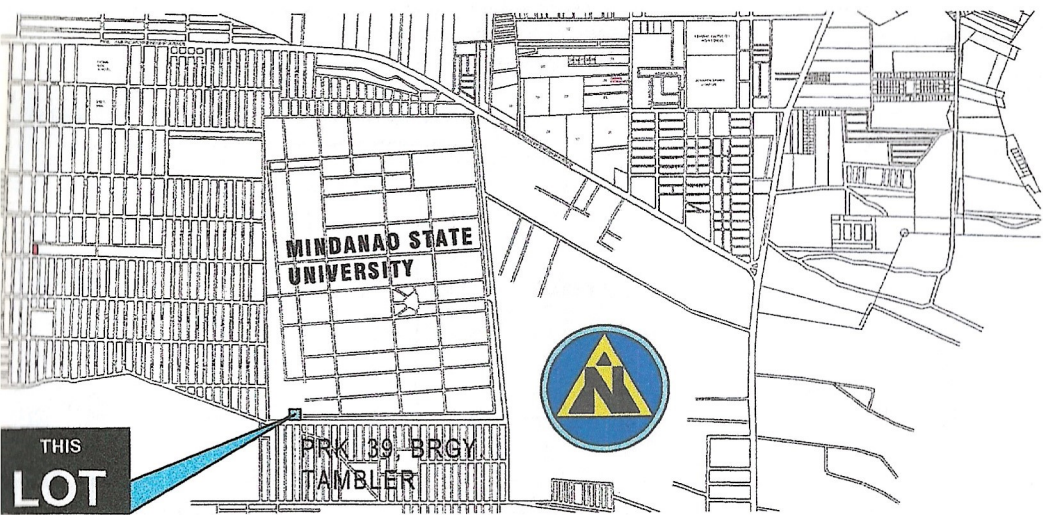 MINDANAO STATE
UNIVERSITY
N
PRK 39, BRGY
TAMBLER
THIS
LOT